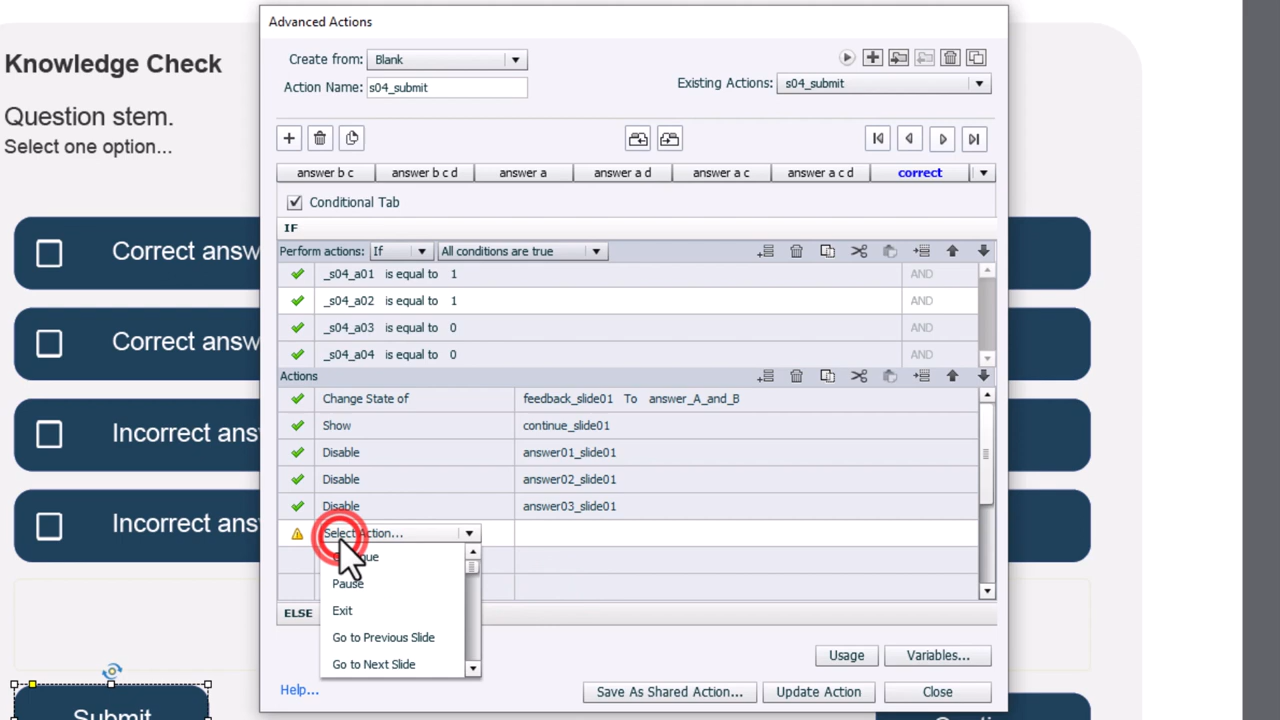 Advanced Actions
Create from: Blank
Action Name: s04_submit
Existing Actions: s04_submit
Knowledge Check
Question stem.
Select one option...
answer b c answer b c d answer a answer a d answer a c answer a c d correct
Conditional Tab
IF
Perform actions: If All conditions are true
Correct answ
_s04_a01 is equal to 1 AND
_s04_a02 is equal to 1 AND
_s04_a03 is equal to 0 AND
Correct answ
_s04_a04 is equal to 0 AND
Actions
Change State of feedback_slide01 To answer_A_and_B
Show continue_slide01
Incorrect ans
Disable answer01_slide01
Disable answer02_slide01
Disable answer03_slide01
Incorrect ans
Select Action...
Pause
Exit
ELSE
Go to Previous Slide
Go to Next Slide
Usage Variables...
Help... Save As Shared Action... Update Action Close
Submit